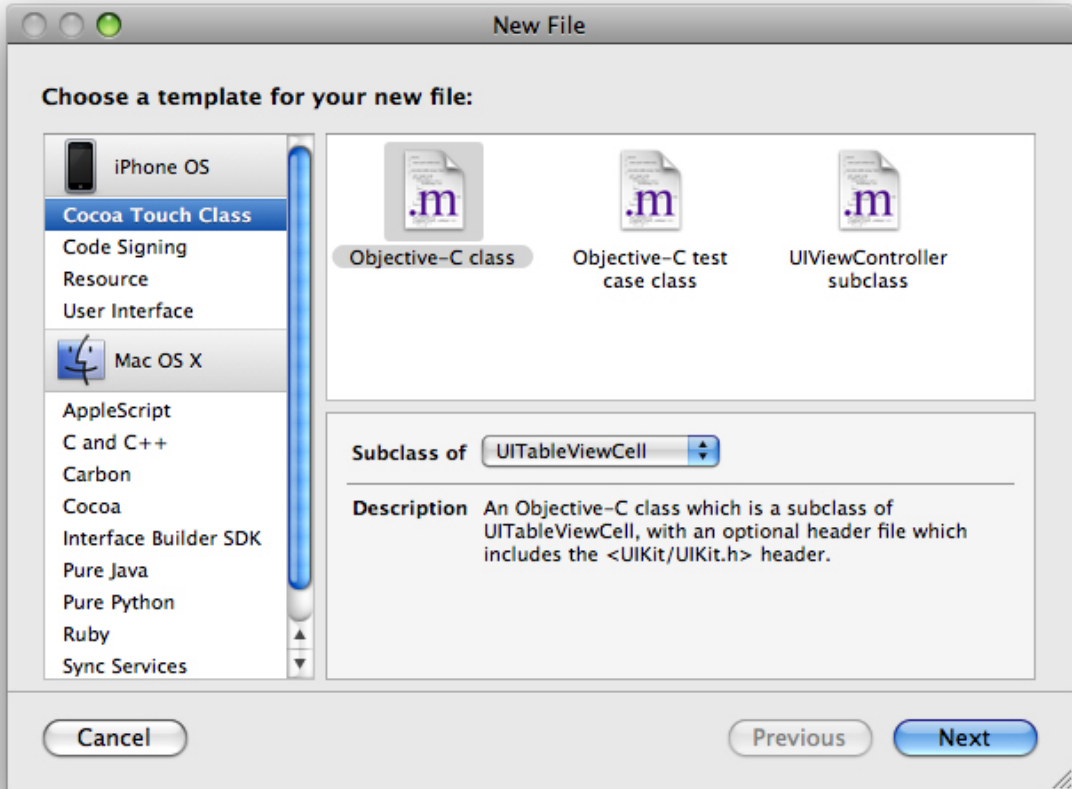 New File
Choose a template for your new file:
iPhone OS
Cocoa Touch Class
Code Signing
Resource
User Interface
Mac OS X
AppleScript
C and C++
Carbon
Cocoa
Interface Builder SDK
Pure Java
Pure Python
Ruby
Sync Services
.m
.m
.m
Objective-C class
Objective-C test
case class
UIViewController
subclass
Subclass of UITableViewCell
Description An Objective-C class which is a subclass of
UITableViewCell, with an optional header file which
includes the <UIKit/UIKit.h> header.
Cancel
Previous
Next